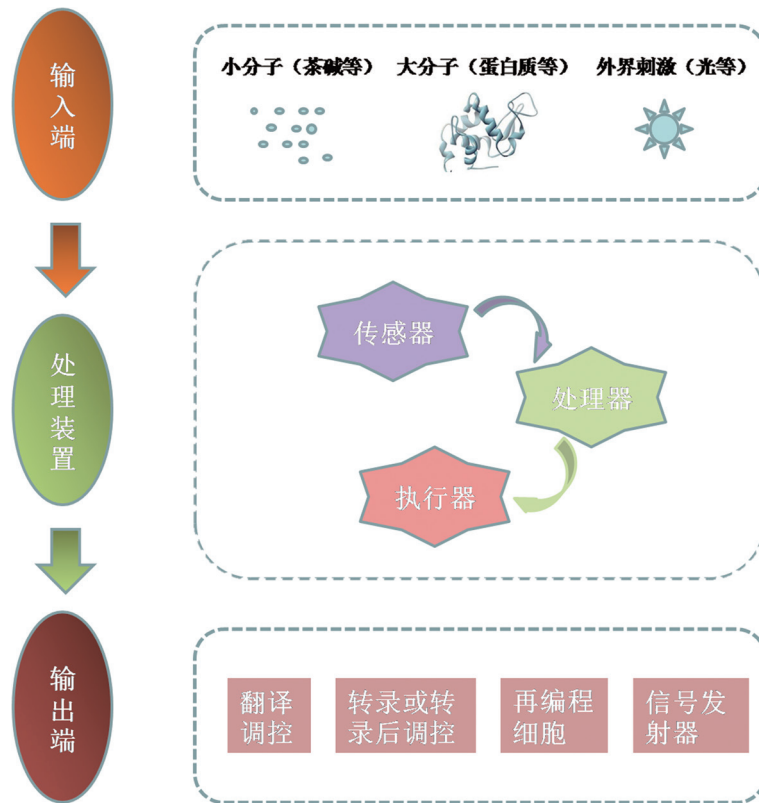 输入端
小分子（茶碱等） 大分子（蛋白质等） 外界刺激（光等）
处理装置
传感器
处理器
执行器
输出端
翻译
调控
转录或转
录后调控
再编程
细胞
信号发
射器